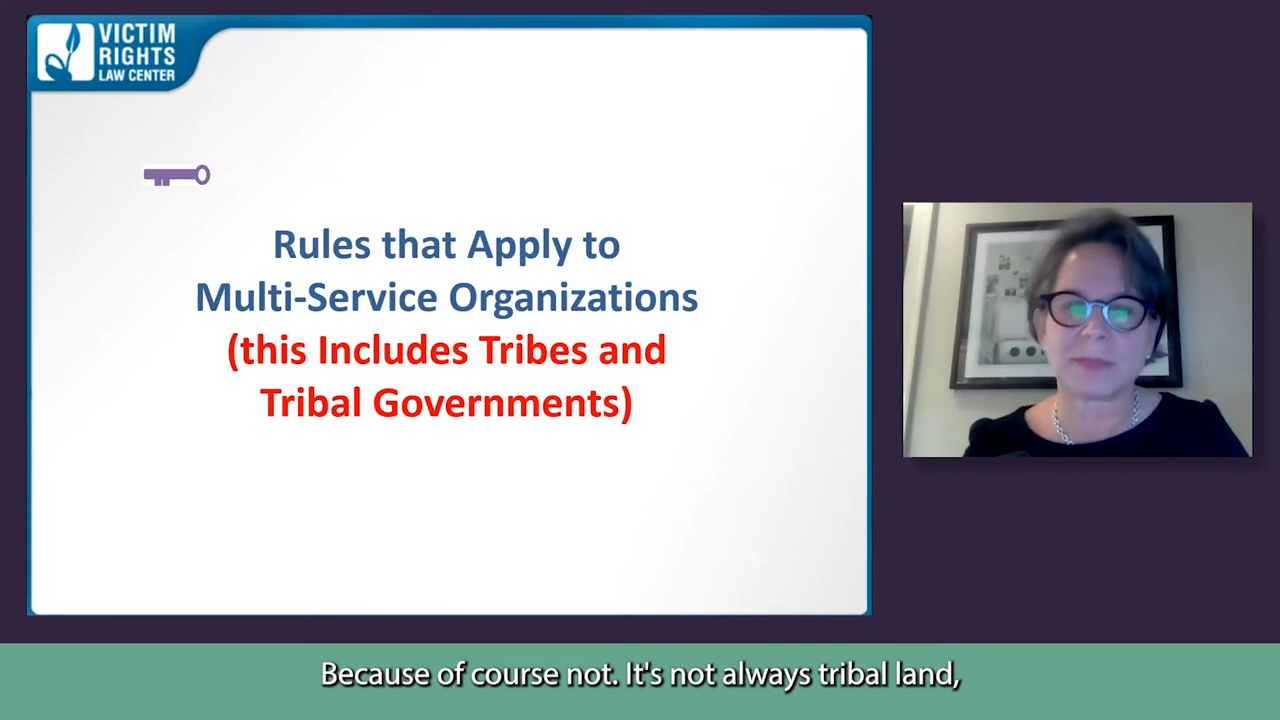 VICTIM
RIGHTS
LAW CENTER
Rules that Apply to
Multi-Service Organizations
(this Includes Tribes and
Tribal Governments)
Because of course not. It's not always tribal land,